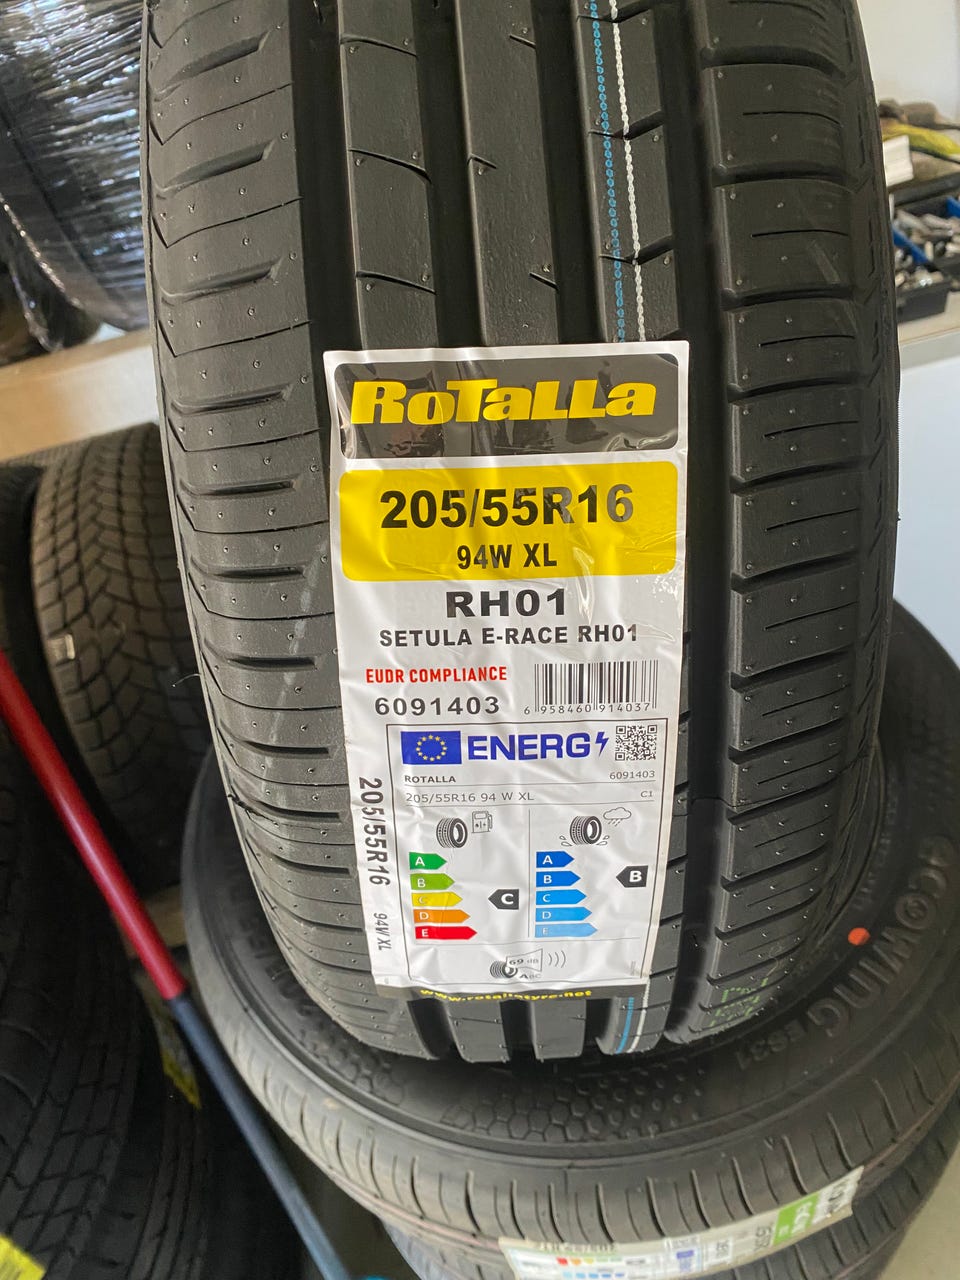 RoTaLLa
205/55R16
94W XL
RH01
SETULA E-RACE RH01
EUDR COMPLIANCE
6091403
6 958460 914037
ENERG
ROTALLA
6091403
205/55R16 94 W XL
C1
A
B
C
D
E
C
A
B
C
D
E
B
69 dB
ABC
205/55R16 94W XL
www.rotallatyre.net
ES31